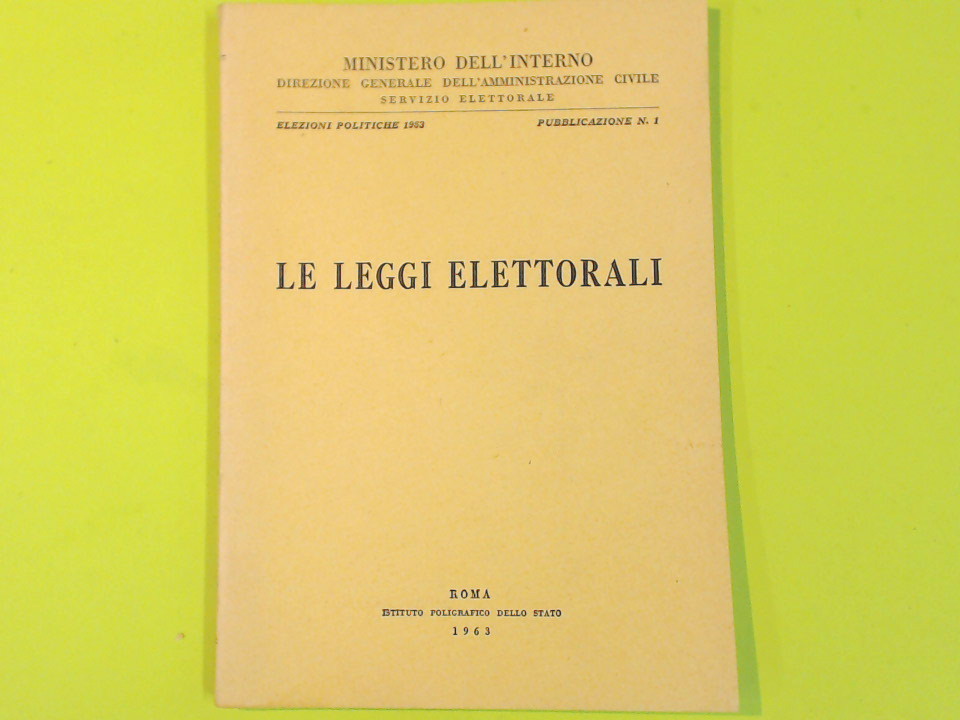 MINISTERO DELL'INTERNO
DIREZIONE GENERALE DELL'AMMINISTRAZIONE CIVILE
SERVIZIO ELETTORALE
ELEZIONI POLITICHE 1963 PUBBLICAZIONE N. 1
LE LEGGI ELETTORALI
ROMA
ISTITUTO POLIGRAFICO DELLO STATO
1963